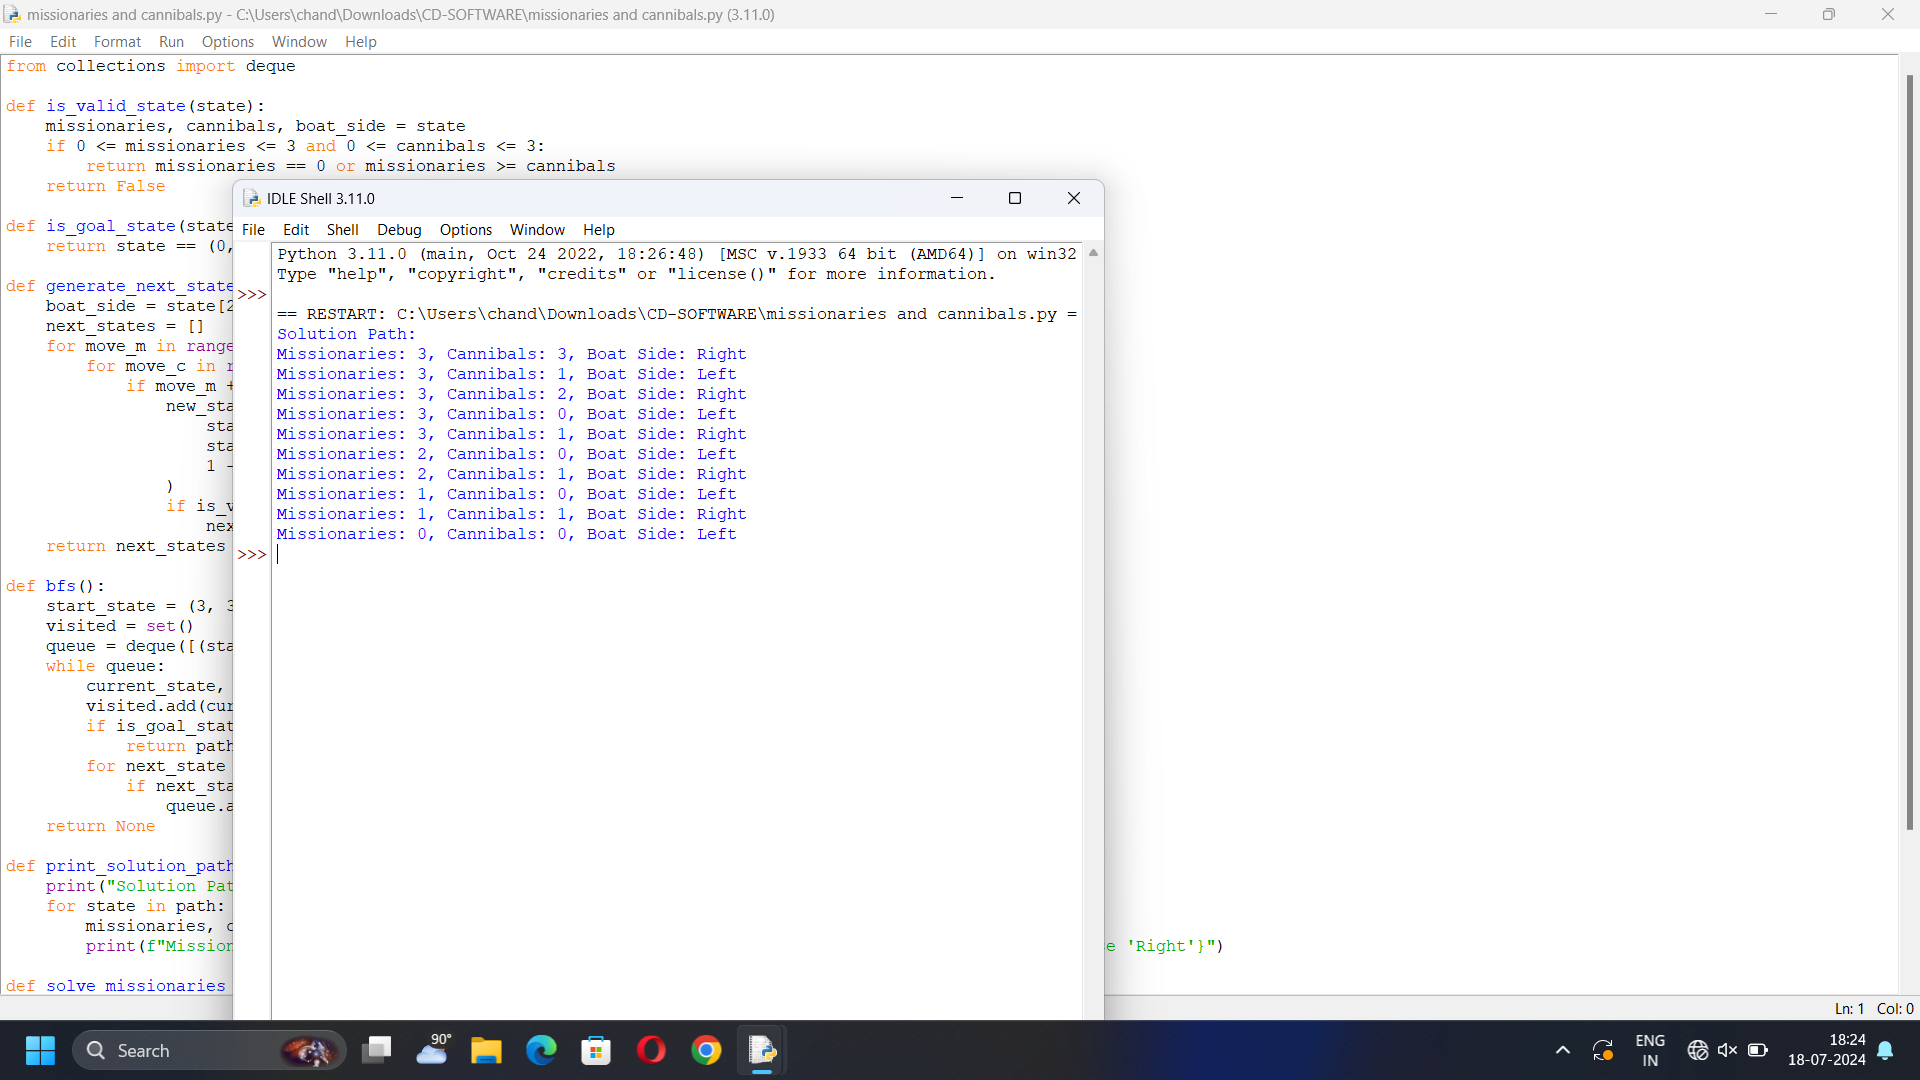 missionaries and cannibals.py - C:\Users\chand\Downloads\CD-SOFTWARE\missionaries and cannibals.py (3.11.0)
File Edit Format Run Options Window Help
from collections import deque
def is_valid_state(state):
    missionaries, cannibals, boat_side = state
    if 0 <= missionaries <= 3 and 0 <= cannibals <= 3:
        return missionaries == 0 or missionaries >= cannibals
    return False
def is_goal_state(state
    return state == (0,
def generate_next_state
    boat_side = state[2
    next_states = []
    for move_m in range
        for move_c in r
            if move_m +
                new_sta
                    sta
                    sta
                    1 -
                )
                if is_v
                    nex
    return next_states
def bfs():
    start_state = (3, 3
    visited = set()
    queue = deque([(sta
    while queue:
        current_state,
        visited.add(cur
        if is_goal_stat
            return path
        for next_state
            if next_sta
                queue.a
    return None
def print_solution_path
    print("Solution Pat
    for state in path:
        missionaries, c
        print(f"Mission
e 'Right'}")
def solve_missionaries
IDLE Shell 3.11.0
File Edit Shell Debug Options Window Help
Python 3.11.0 (main, Oct 24 2022, 18:26:48) [MSC v.1933 64 bit (AMD64)] on win32
Type "help", "copyright", "credits" or "license()" for more information.
>>>
== RESTART: C:\Users\chand\Downloads\CD-SOFTWARE\missionaries and cannibals.py =
Solution Path:
Missionaries: 3, Cannibals: 3, Boat Side: Right
Missionaries: 3, Cannibals: 1, Boat Side: Left
Missionaries: 3, Cannibals: 2, Boat Side: Right
Missionaries: 3, Cannibals: 0, Boat Side: Left
Missionaries: 3, Cannibals: 1, Boat Side: Right
Missionaries: 2, Cannibals: 0, Boat Side: Left
Missionaries: 2, Cannibals: 1, Boat Side: Right
Missionaries: 1, Cannibals: 0, Boat Side: Left
Missionaries: 1, Cannibals: 1, Boat Side: Right
Missionaries: 0, Cannibals: 0, Boat Side: Left
>>>
Ln: 1 Col: 0
Search
90°
ENG
IN
18:24
18-07-2024